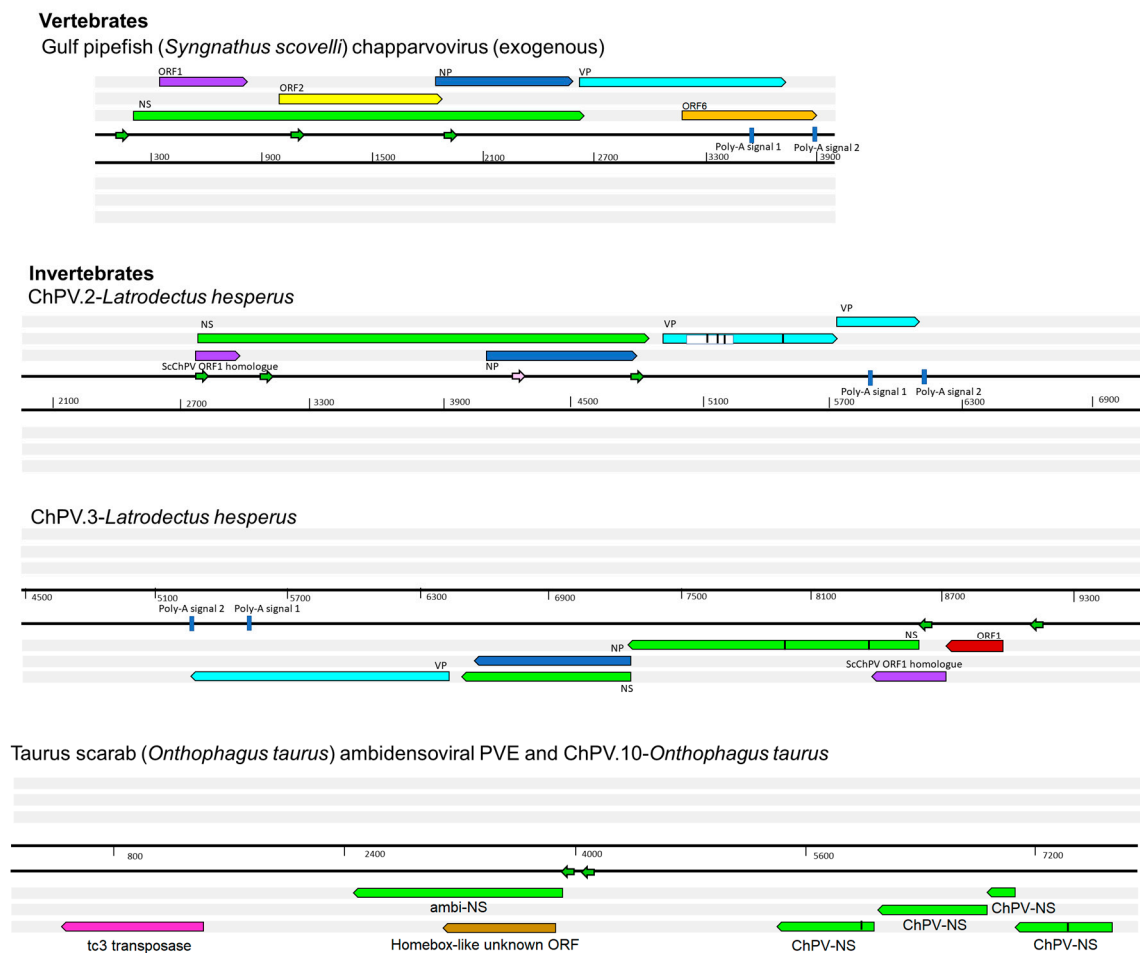 Vertebrates
Gulf pipefish (Syngnathus scovelli) chapparvovirus (exogenous)
ORF1 NP VP
ORF2
NS ORF6
Poly-A signal 1 Poly-A signal 2
300 900 1500 2100 2700 3300 3900
Invertebrates
ChPV.2-Latrodectus hesperus
VP
NS VP
ScChPV ORF1 homologue NP
Poly-A signal 1 Poly-A signal 2
2100 2700 3300 3900 4500 5100 5700 6300 6900
ChPV.3-Latrodectus hesperus
4500 5100 5700 6300 6900 7500 8100 8700 9300
Poly-A signal 2 Poly-A signal 1
NS ORF1
NP
VP ScChPV ORF1 homologue
NS
Taurus scarab (Onthophagus taurus) ambidensoviral PVE and ChPV.10-Onthophagus taurus
800 2400 4000 5600 7200
ambi-NS ChPV-NS
ChPV-NS
tc3 transposase Homebox-like unknown ORF ChPV-NS ChPV-NS